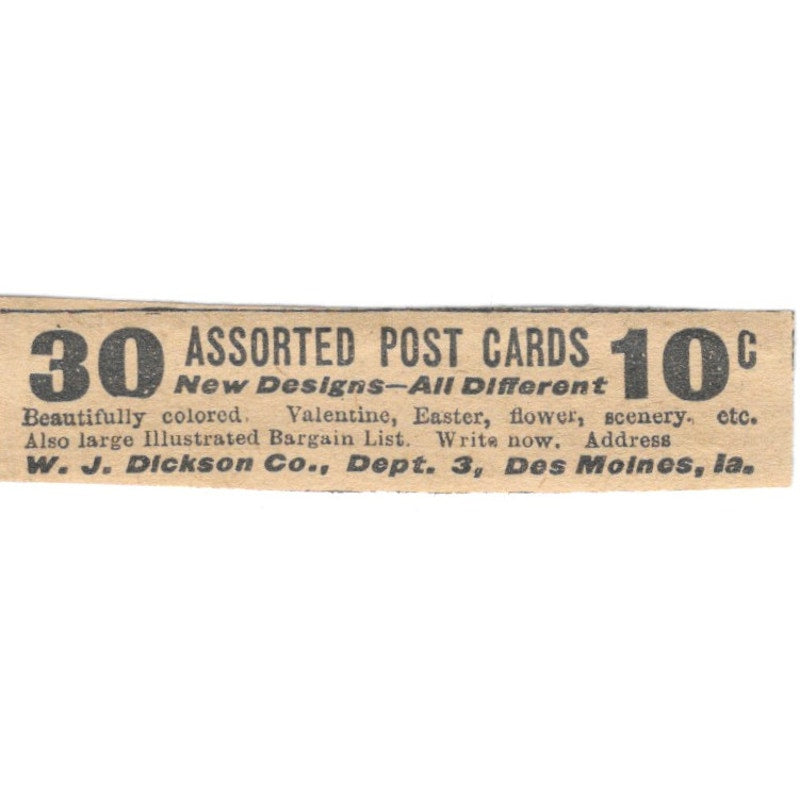 30 ASSORTED POST CARDS 10c
New Designs—All Different
Beautifully colored. Valentine, Easter, flower, scenery, etc.
Also large Illustrated Bargain List. Write now. Address
W. J. Dickson Co., Dept. 3, Des Moines, Ia.